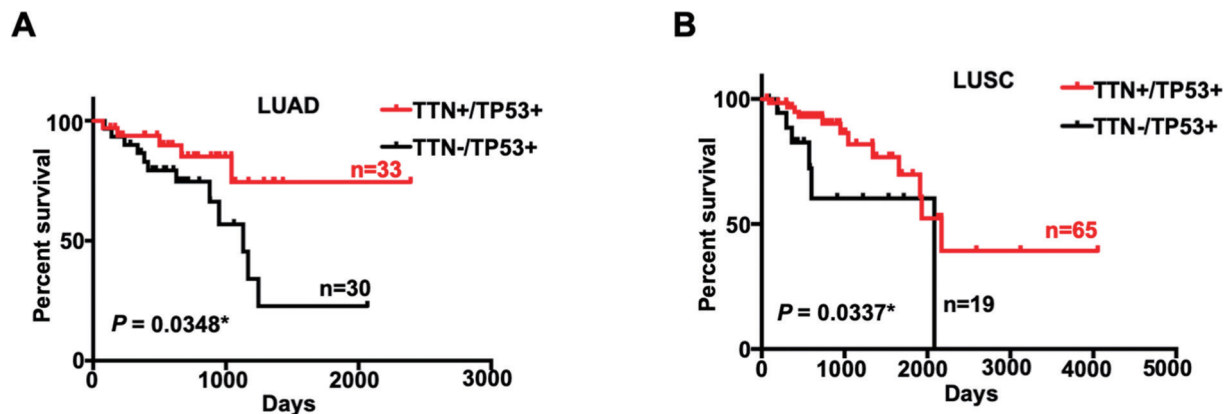 A
LUAD
TTN+/TP53+
TTN-/TP53+
Percent survival
100
50
0
n=33
n=30
P = 0.0348*
0 1000 2000 3000
Days
B
LUSC
TTN+/TP53+
TTN-/TP53+
Percent survival
100
50
0
n=65
n=19
P = 0.0337*
0 1000 2000 3000 4000 5000
Days